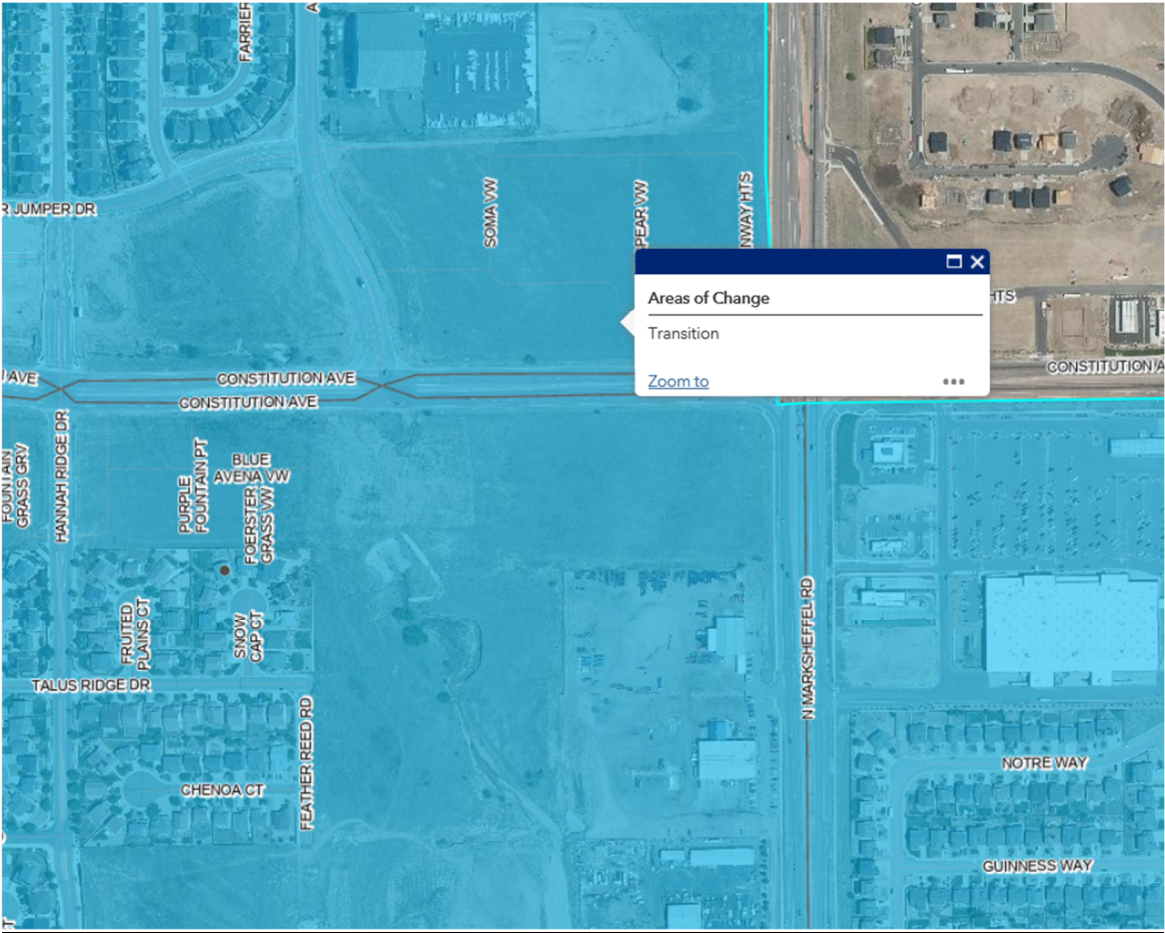 FARRIER
A
R JUMPER DR
SOMA VW
PEAR VW
NWAY HTS
Areas of Change
Transition
Zoom to
HTS
AVE
CONSTITUTION AVE
CONSTITUTION A
CONSTITUTION AVE
FOUNTAIN
GRASS GRV
HANNAH RIDGE DR
PURPLE
FOUNTAIN PT
BLUE
AVENA VW
FOERSTER
GRASS VW
FRUITED
PLAINS CT
SNOW
CAP CT
N MARKSHEFFEL RD
TALUS RIDGE DR
FEATHER REED RD
CHENOA CT
NOTRE WAY
GUINNESS WAY
T